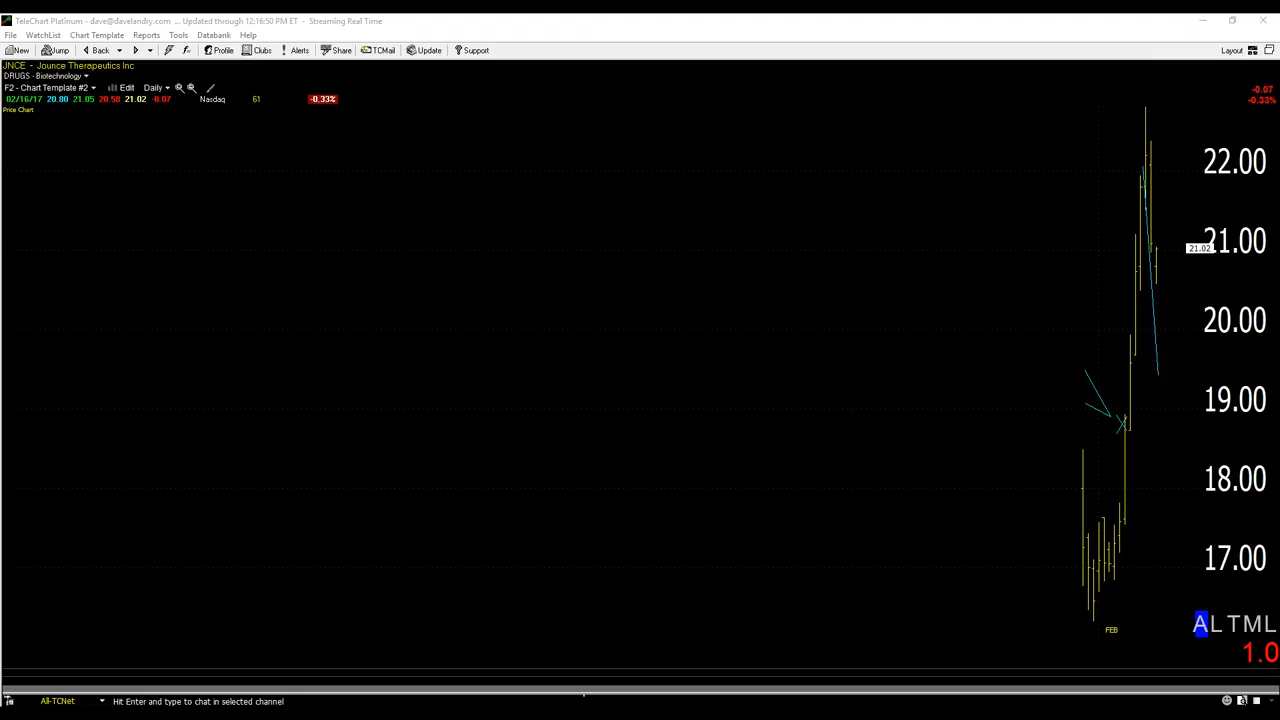 TeleChart Platinum - dave@davelandry.com ... Updated through 12:16:50 PM ET - Streaming Real Time
File WatchList Chart Template Reports Tools Databank Help
New Jump Back Profile Clubs Alerts Share TCMail Update Support Layout
JNCE - Jounce Therapeutics Inc
DRUGS - Biotechnology
F2 - Chart Template #2 Edit Daily
02/16/17 20.80 21.05 20.58 21.02 -0.07 Nasdaq 61 -0.33%
-0.07
-0.33%
Price Chart
22.00
21.00
21.02
20.00
19.00
18.00
17.00
FEB
ALTML
1.0
All-TCNet Hit Enter and type to chat in selected channel